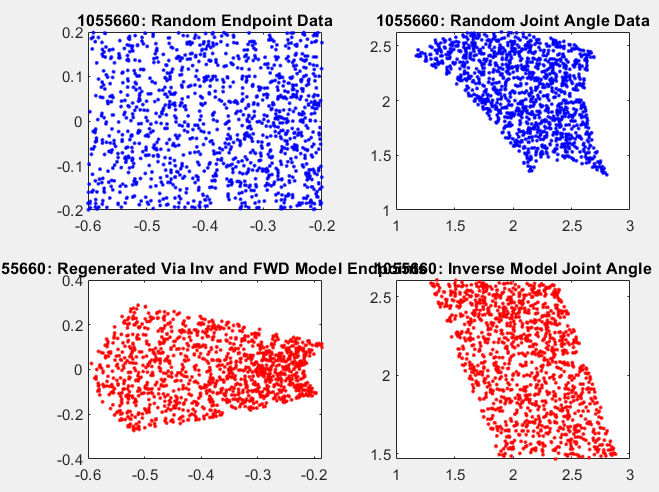 1055660: Random Endpoint Data
0.2
0.1
0
-0.1
-0.2
-0.6 -0.5 -0.4 -0.3 -0.2
1055660: Random Joint Angle Data
2.5
2
1.5
1
1 1.5 2 2.5 3
55660: Regenerated Via Inv and FWD Model
0.4
0.2
0
-0.2
-0.4
-0.6 -0.5 -0.4 -0.3 -0.2
1055660: Inverse Model Joint Angle
2.5
2
1.5
1 1.5 2 2.5 3